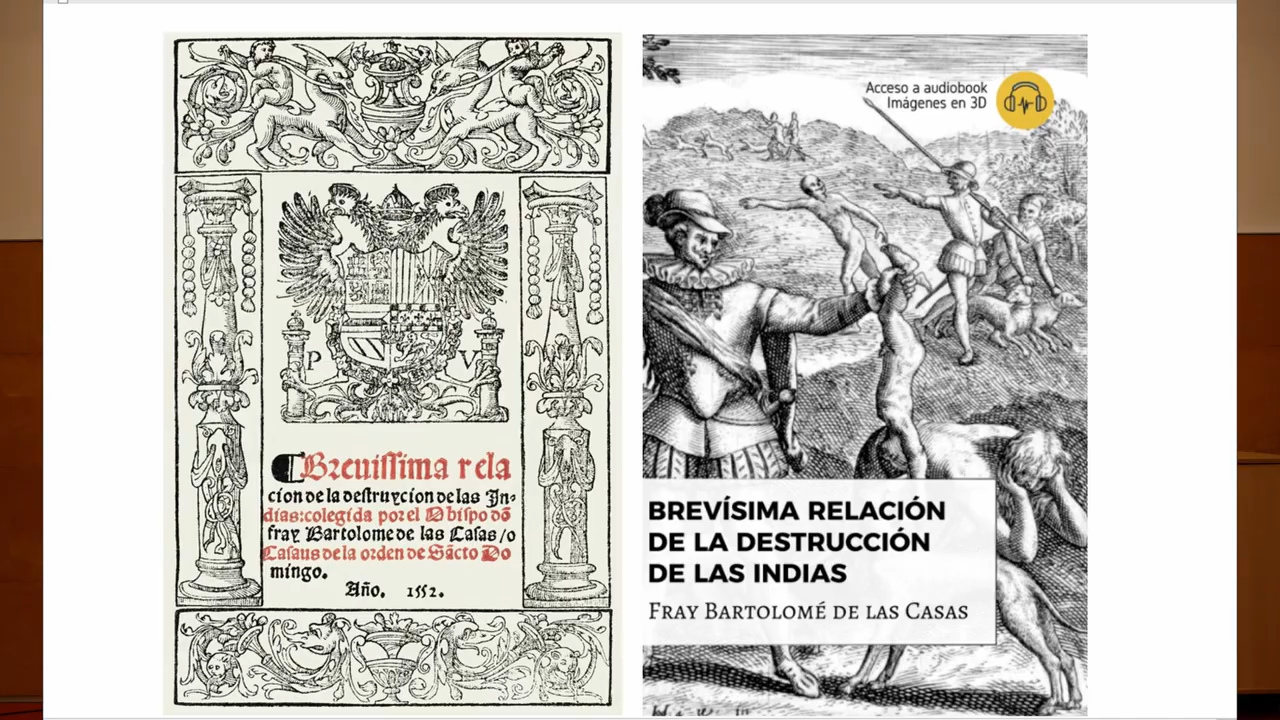 P V
Breuissima rela
cion de la destruycion de las In-
dias: colegida por el Obispo dõ
fray Bartolome de las Casas / o
Casaus de la orden de Sãcto Do
mingo.
Año. 1552.
Acceso a audiobook
Imágenes en 3D
BREVÍSIMA RELACIÓN
DE LA DESTRUCCIÓN
DE LAS INDIAS
FRAY BARTOLOMÉ DE LAS CASAS